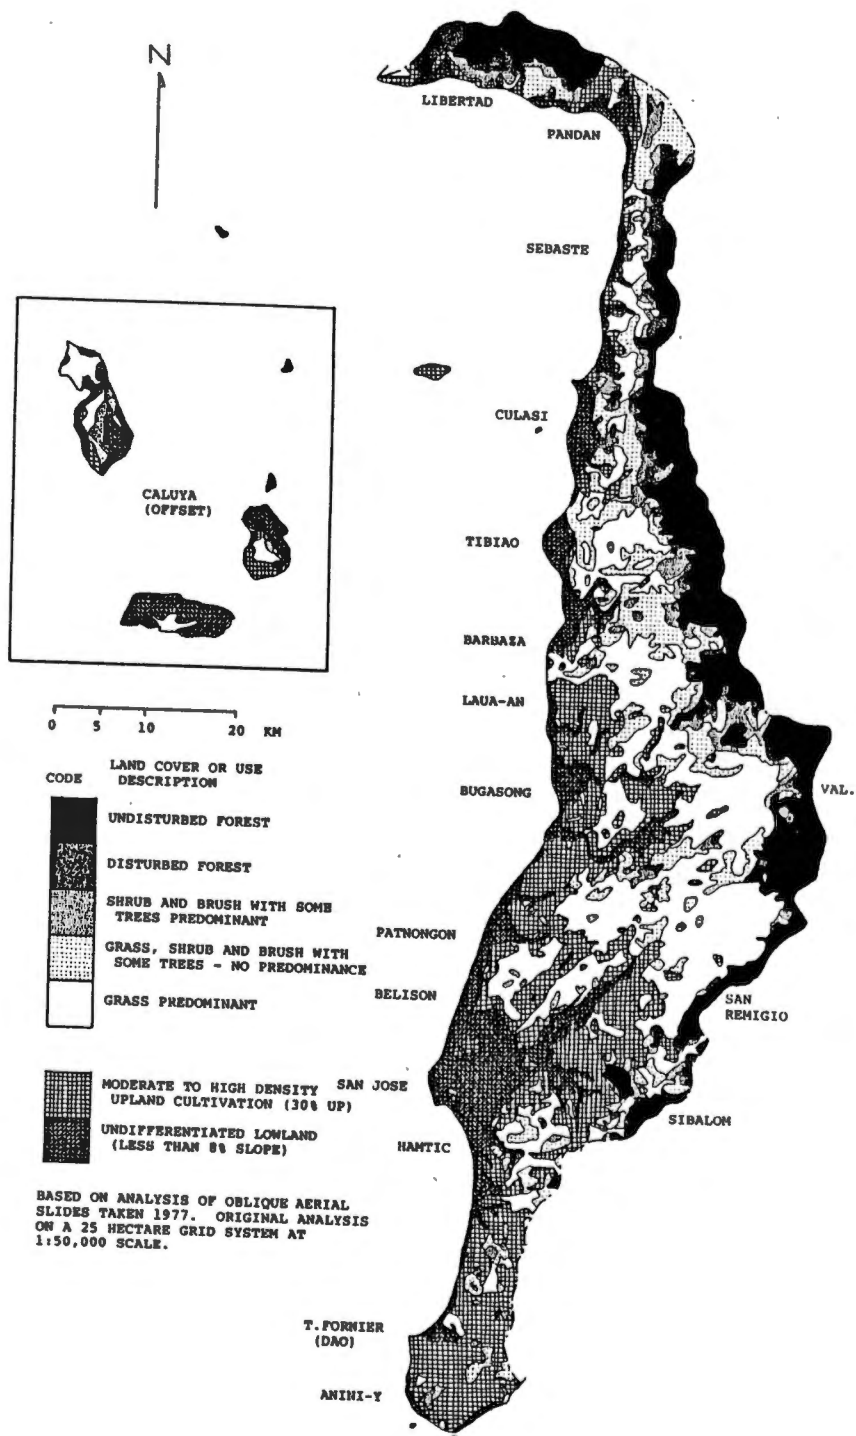 N
LIBERTAD
PANDAN
SEBASTE
CULASI
CALUYA
(OFFSET)
TIBIAO
BARBAZA
LAUA-AN
0 5 10 20 KM
CODE
LAND COVER OR USE
DESCRIPTION
BUGASONG
VAL.
UNDISTURBED FOREST
DISTURBED FOREST
SHRUB AND BRUSH WITH SOME
TREES PREDOMINANT
PATNONGON
GRASS, SHRUB AND BRUSH WITH
SOME TREES - NO PREDOMINANCE
BELISON
GRASS PREDOMINANT
SAN
REMIGIO
MODERATE TO HIGH DENSITY
UPLAND CULTIVATION (30% UP)
SAN JOSE
SIBALOM
UNDIFFERENTIATED LOWLAND
(LESS THAN 8% SLOPE)
HAMTIC
BASED ON ANALYSIS OF OBLIQUE AERIAL
SLIDES TAKEN 1977. ORIGINAL ANALYSIS
ON A 25 HECTARE GRID SYSTEM AT
1:50,000 SCALE.
T.FORNIER
(DAO)
ANINI-Y